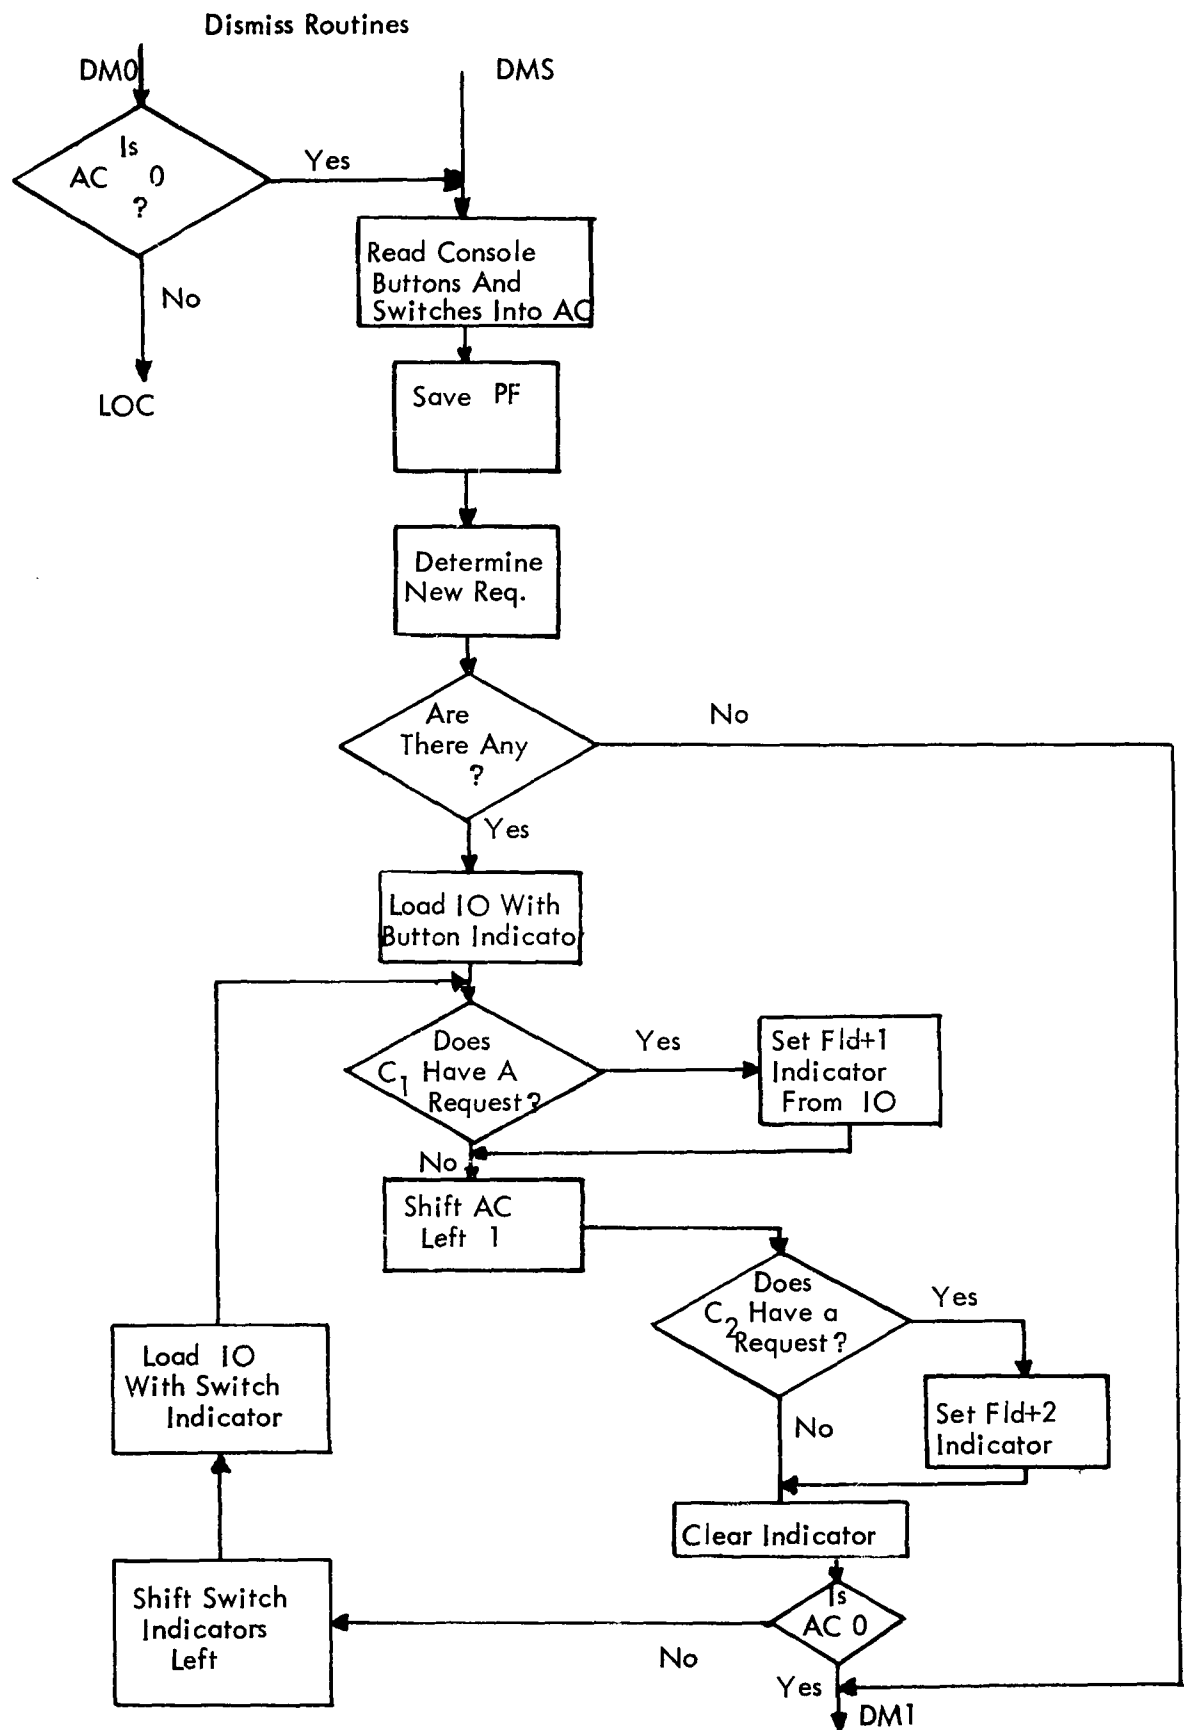 Dismiss Routines
DM0
DMS
Is
AC 0
?
Yes
No
LOC
Read Console
Buttons And
Switches Into AC
Save PF
Determine
New Req.
Are
There Any
?
No
Yes
Load IO With
Button Indicator
Does
C1 Have A
Request?
Yes
Set Fld+1
Indicator
From IO
No
Shift AC
Left 1
Does
C2 Have a
Request?
Yes
Set Fld+2
Indicator
No
Clear Indicator
Load IO
With Switch
Indicator
Shift Switch
Indicators
Left
Is
AC 0
No
Yes
DM1